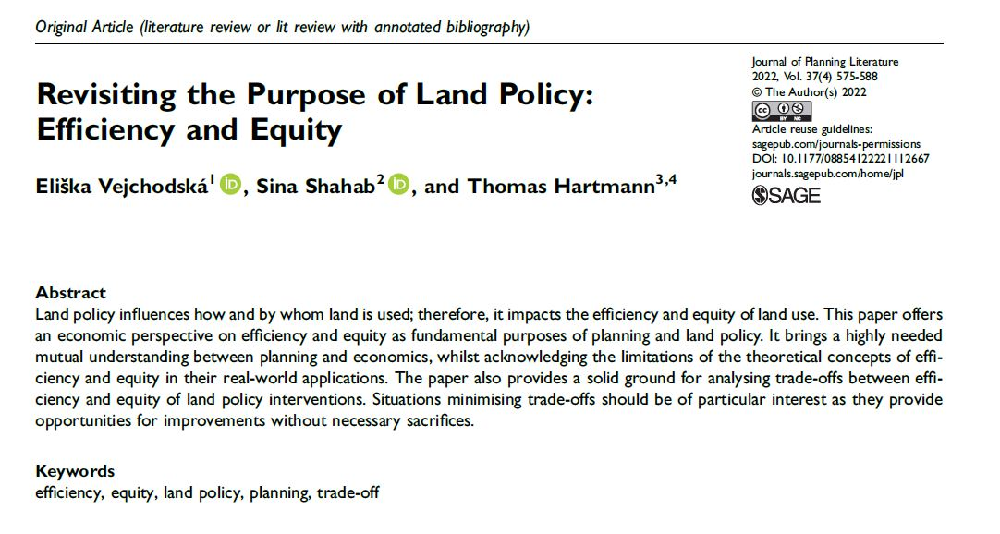 Original Article (literature review or lit review with annotated bibliography)
Revisiting the Purpose of Land Policy:
Efficiency and Equity
Eliška Vejchodská1 iD, Sina Shahab2 iD, and Thomas Hartmann3,4
Journal of Planning Literature
2022, Vol. 37(4) 575-588
© The Author(s) 2022
cc BY NC
Article reuse guidelines:
sagepub.com/journals-permissions
DOI: 10.1177/08854122221112667
journals.sagepub.com/home/jpl
SAGE
Abstract
Land policy influences how and by whom land is used; therefore, it impacts the efficiency and equity of land use. This paper offers
an economic perspective on efficiency and equity as fundamental purposes of planning and land policy. It brings a highly needed
mutual understanding between planning and economics, whilst acknowledging the limitations of the theoretical concepts of effi-
ciency and equity in their real-world applications. The paper also provides a solid ground for analysing trade-offs between effi-
ciency and equity of land policy interventions. Situations minimising trade-offs should be of particular interest as they provide
opportunities for improvements without necessary sacrifices.
Keywords
efficiency, equity, land policy, planning, trade-off